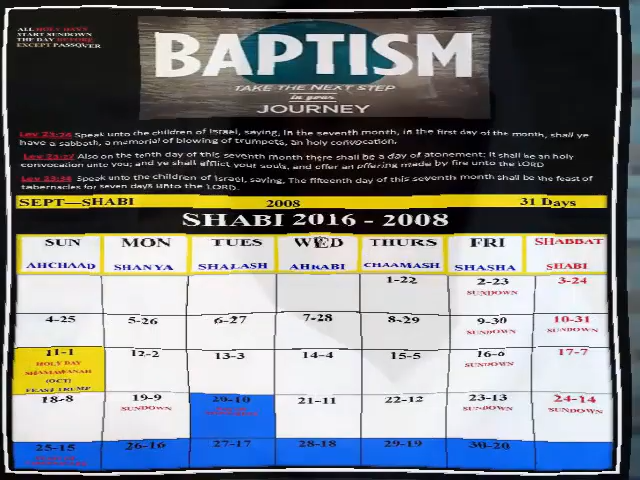 ALL HOLY DAYS
START SUNDOWN
THE DAY BEFORE
EXCEPT PASSOVER
BAPTISM
TAKE THE NEXT STEP
in your
JOURNEY
Lev 23:24 Speak unto the children of Israel, saying, In the seventh month, in the first day of the month, shall ye
have a sabbath, a memorial of blowing of trumpets, an holy convocation.
Lev 23:27 Also on the tenth day of this seventh month there shall be a day of atonement; it shall be an holy
convocation unto you; and ye shall afflict your souls, and offer an offering made by fire unto the LORD
Lev 23:34 Speak unto the children of Israel, saying, The fifteenth day of this seventh month shall be the feast of
tabernacles for seven days unto the LORD.
SEPT—SHABI 2008 31 Days
SHABI 2016 - 2008
SUN MON TUES WED THURS FRI SHABBAT
AHCHAAD SHANYA SHALASH AHRABI CHAAMASH SHASHA SHABI
1-22 2-23 3-24
SUNDOWN
4-25 5-26 6-27 7-28 8-29 9-30 10-31
SUNDOWN SUNDOWN
11-1 12-2 13-3 14-4 15-5 16-6 17-7
HOLY DAY SUNDOWN
SHAMAWANAH
(OCT)
FEAST TRUMP
18-8 19-9 20-10 21-11 22-12 23-13 24-14
SUNDOWN SUNDOWN SUNDOWN
25-15 26-16 27-17 28-18 29-19 30-20